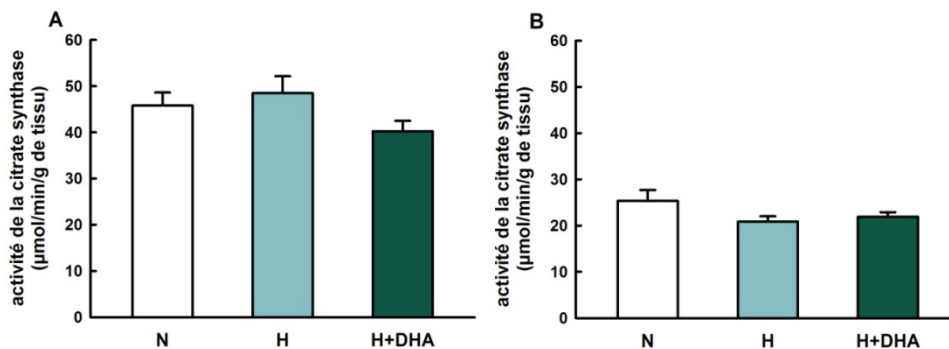 A
activité de la citrate synthase
(µmol/min/g de tissu)
60
50
40
30
20
10
0
N
H
H+DHA
B
activité de la citrate synthase
(µmol/min/g de tissu)
60
50
40
30
20
10
0
N
H
H+DHA